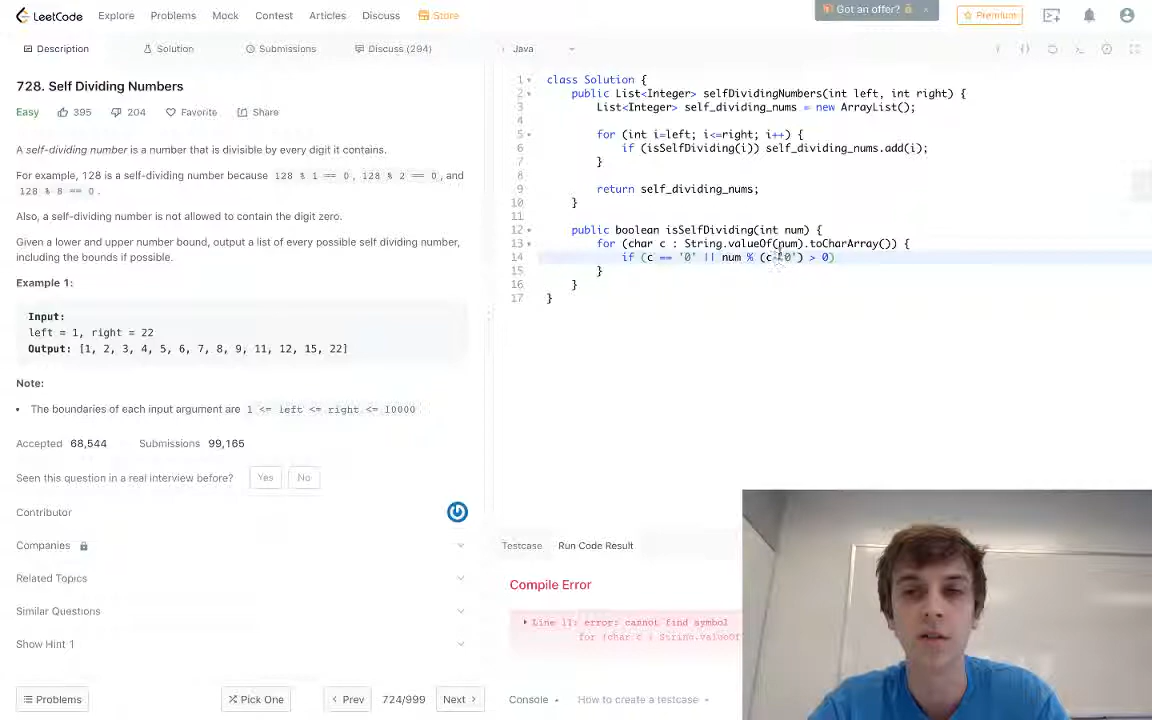 LeetCode Explore Problems Mock Contest Articles Discuss Store Got an offer? × Premium
Description Solution Submissions Discuss (294) Java
728. Self Dividing Numbers
Easy 395 204 Favorite Share
A self-dividing number is a number that is divisible by every digit it contains.
For example, 128 is a self-dividing number because 128 % 1 == 0, 128 % 2 == 0, and
128 % 8 == 0.
Also, a self-dividing number is not allowed to contain the digit zero.
Given a lower and upper number bound, output a list of every possible self dividing number,
including the bounds if possible.
Example 1:
Input:
left = 1, right = 22
Output: [1, 2, 3, 4, 5, 6, 7, 8, 9, 11, 12, 15, 22]
Note:
• The boundaries of each input argument are 1 <= left <= right <= 10000
Accepted 68,544 Submissions 99,165
Seen this question in a real interview before? Yes No
Contributor
Companies
Related Topics
Similar Questions
Show Hint 1
Problems Pick One Prev 724/999 Next
1 class Solution {
2 public List<Integer> selfDividingNumbers(int left, int right) {
3 List<Integer> self_dividing_nums = new ArrayList();
4
5 for (int i=left; i<=right; i++) {
6 if (isSelfDividing(i)) self_dividing_nums.add(i);
7 }
8
9 return self_dividing_nums;
10 }
11
12 public boolean isSelfDividing(int num) {
13 for (char c : String.valueOf(num).toCharArray()) {
14 if (c == '0' || num % (c-'0') > 0)
15 }
16 }
17 }
Testcase Run Code Result
Compile Error
Line 11: error: cannot find symbol
for (char c : String.valueOf
Console How to create a testcase